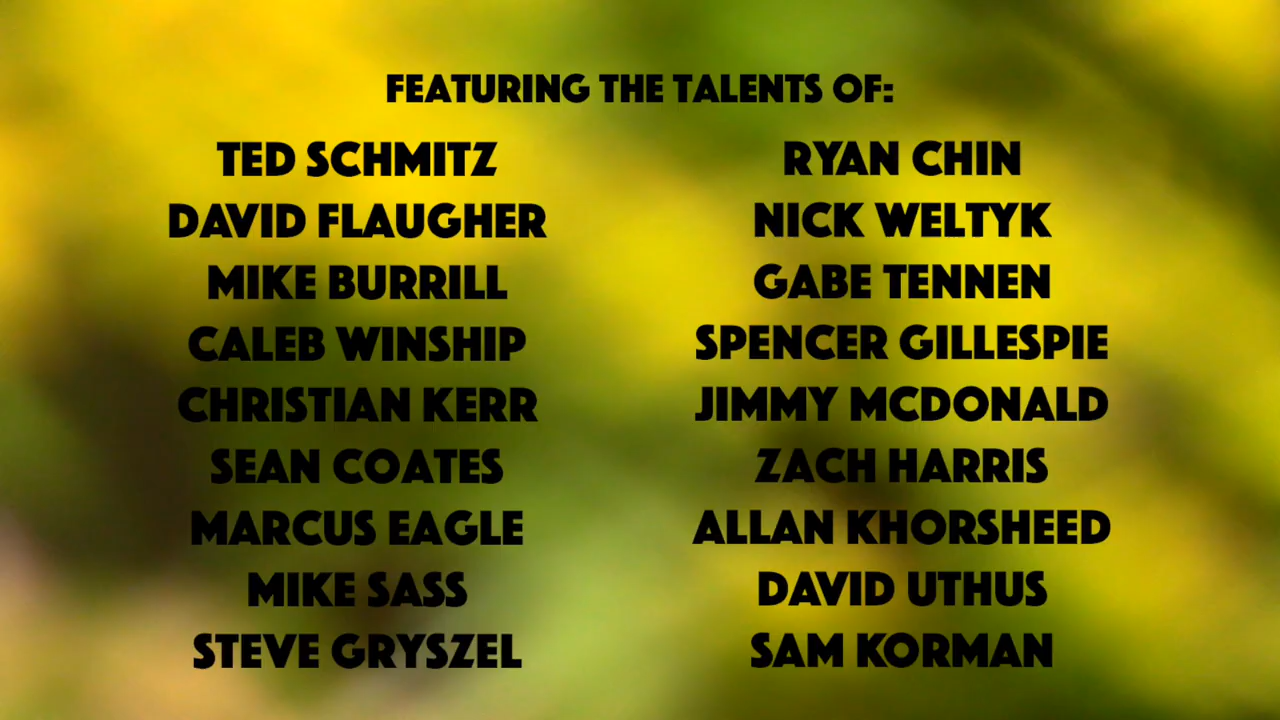 FEATURING THE TALENTS OF:
TED SCHMITZ
DAVID FLAUGHER
MIKE BURRILL
CALEB WINSHIP
CHRISTIAN KERR
SEAN COATES
MARCUS EAGLE
MIKE SASS
STEVE GRYSZEL
RYAN CHIN
NICK WELTYK
GABE TENNEN
SPENCER GILLESPIE
JIMMY MCDONALD
ZACH HARRIS
ALLAN KHORSHEED
DAVID UTHUS
SAM KORMAN